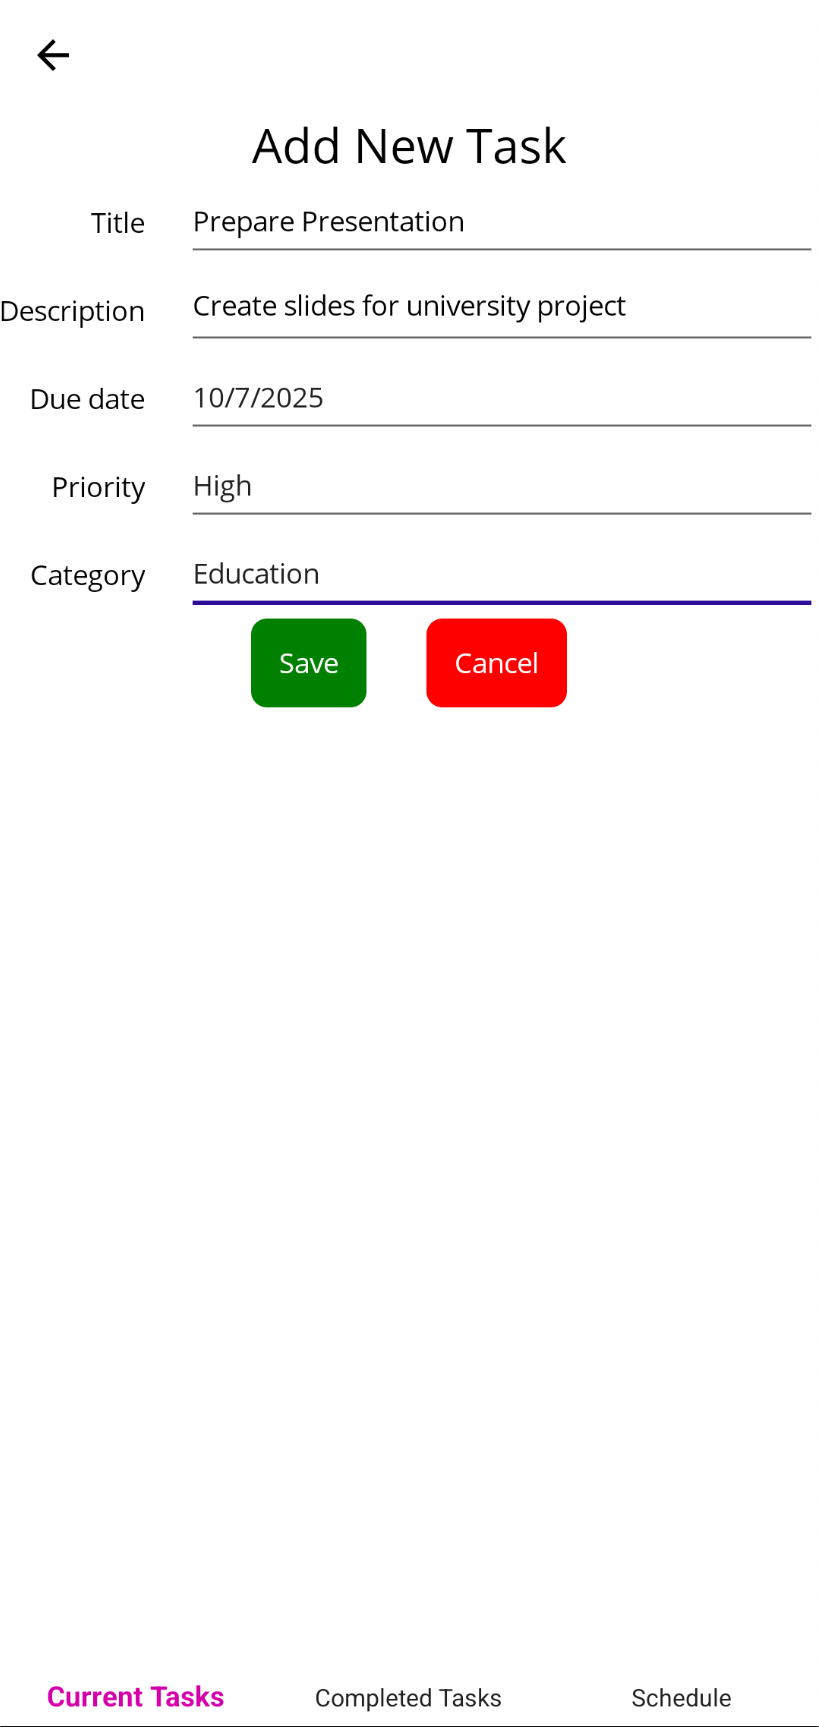 Add New Task
Title Prepare Presentation
Description Create slides for university project
Due date 10/7/2025
Priority High
Category Education
Save Cancel
Current Tasks Completed Tasks Schedule